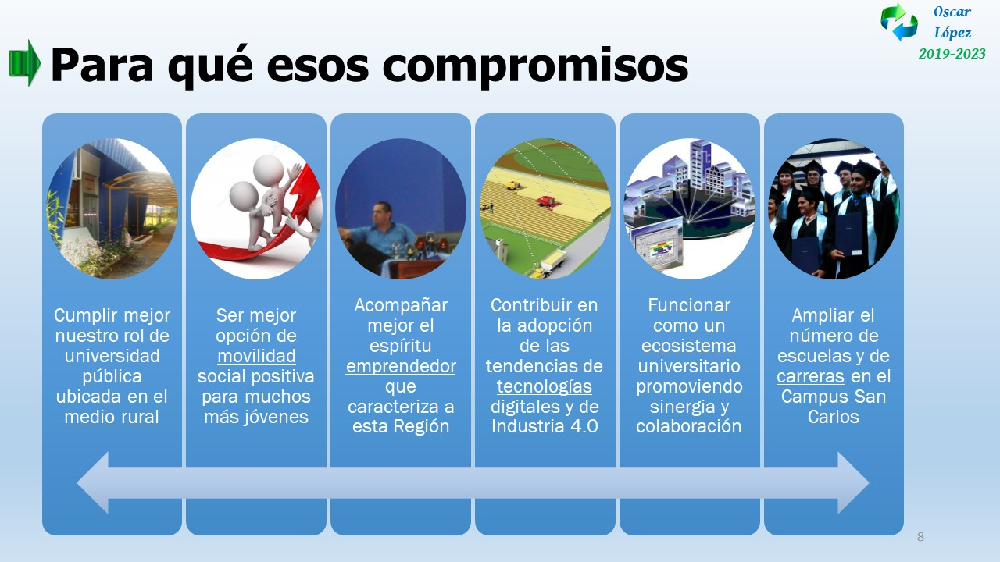 Oscar
López
2019-2023
Para qué esos compromisos
Cumplir mejor
nuestro rol de
universidad
pública
ubicada en el
medio rural
Ser mejor
opción de
movilidad
social positiva
para muchos
más jóvenes
Acompañar
mejor el
espíritu
emprendedor
que
caracteriza a
esta Región
Contribuir en
la adopción
de las
tendencias de
tecnologías
digitales y de
Industria 4.0
Funcionar
como un
ecosistema
universitario
promoviendo
sinergia y
colaboración
Ampliar el
número de
escuelas y de
carreras en el
Campus San
Carlos
8